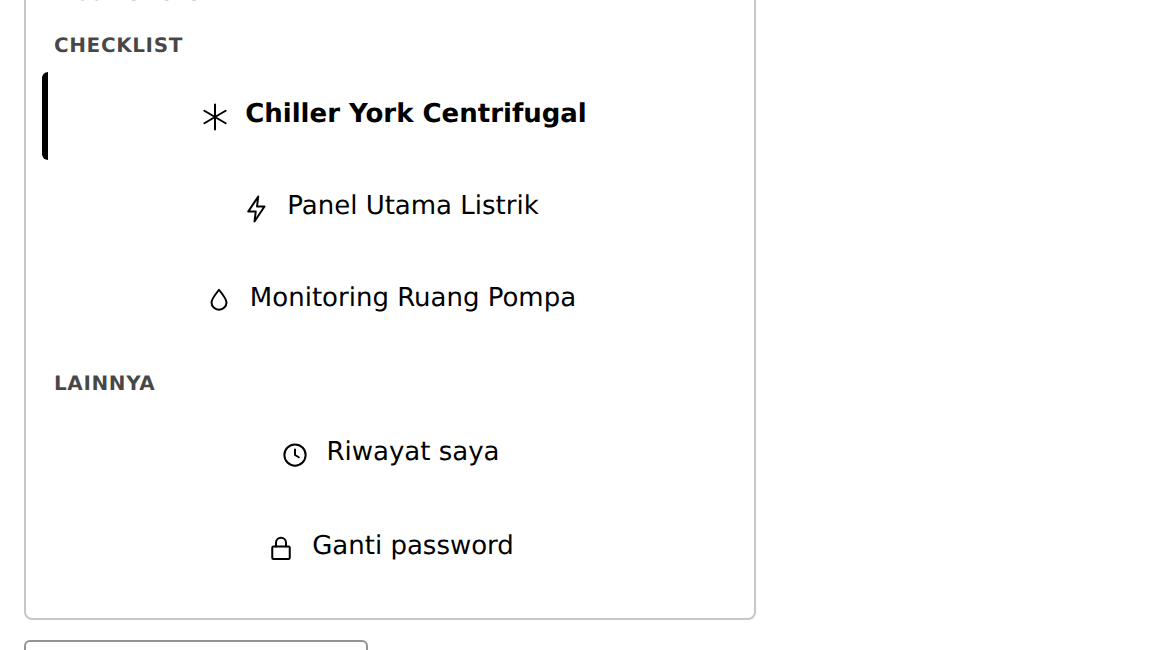 CHECKLIST
Chiller York Centrifugal
Panel Utama Listrik
Monitoring Ruang Pompa
LAINNYA
Riwayat saya
Ganti password